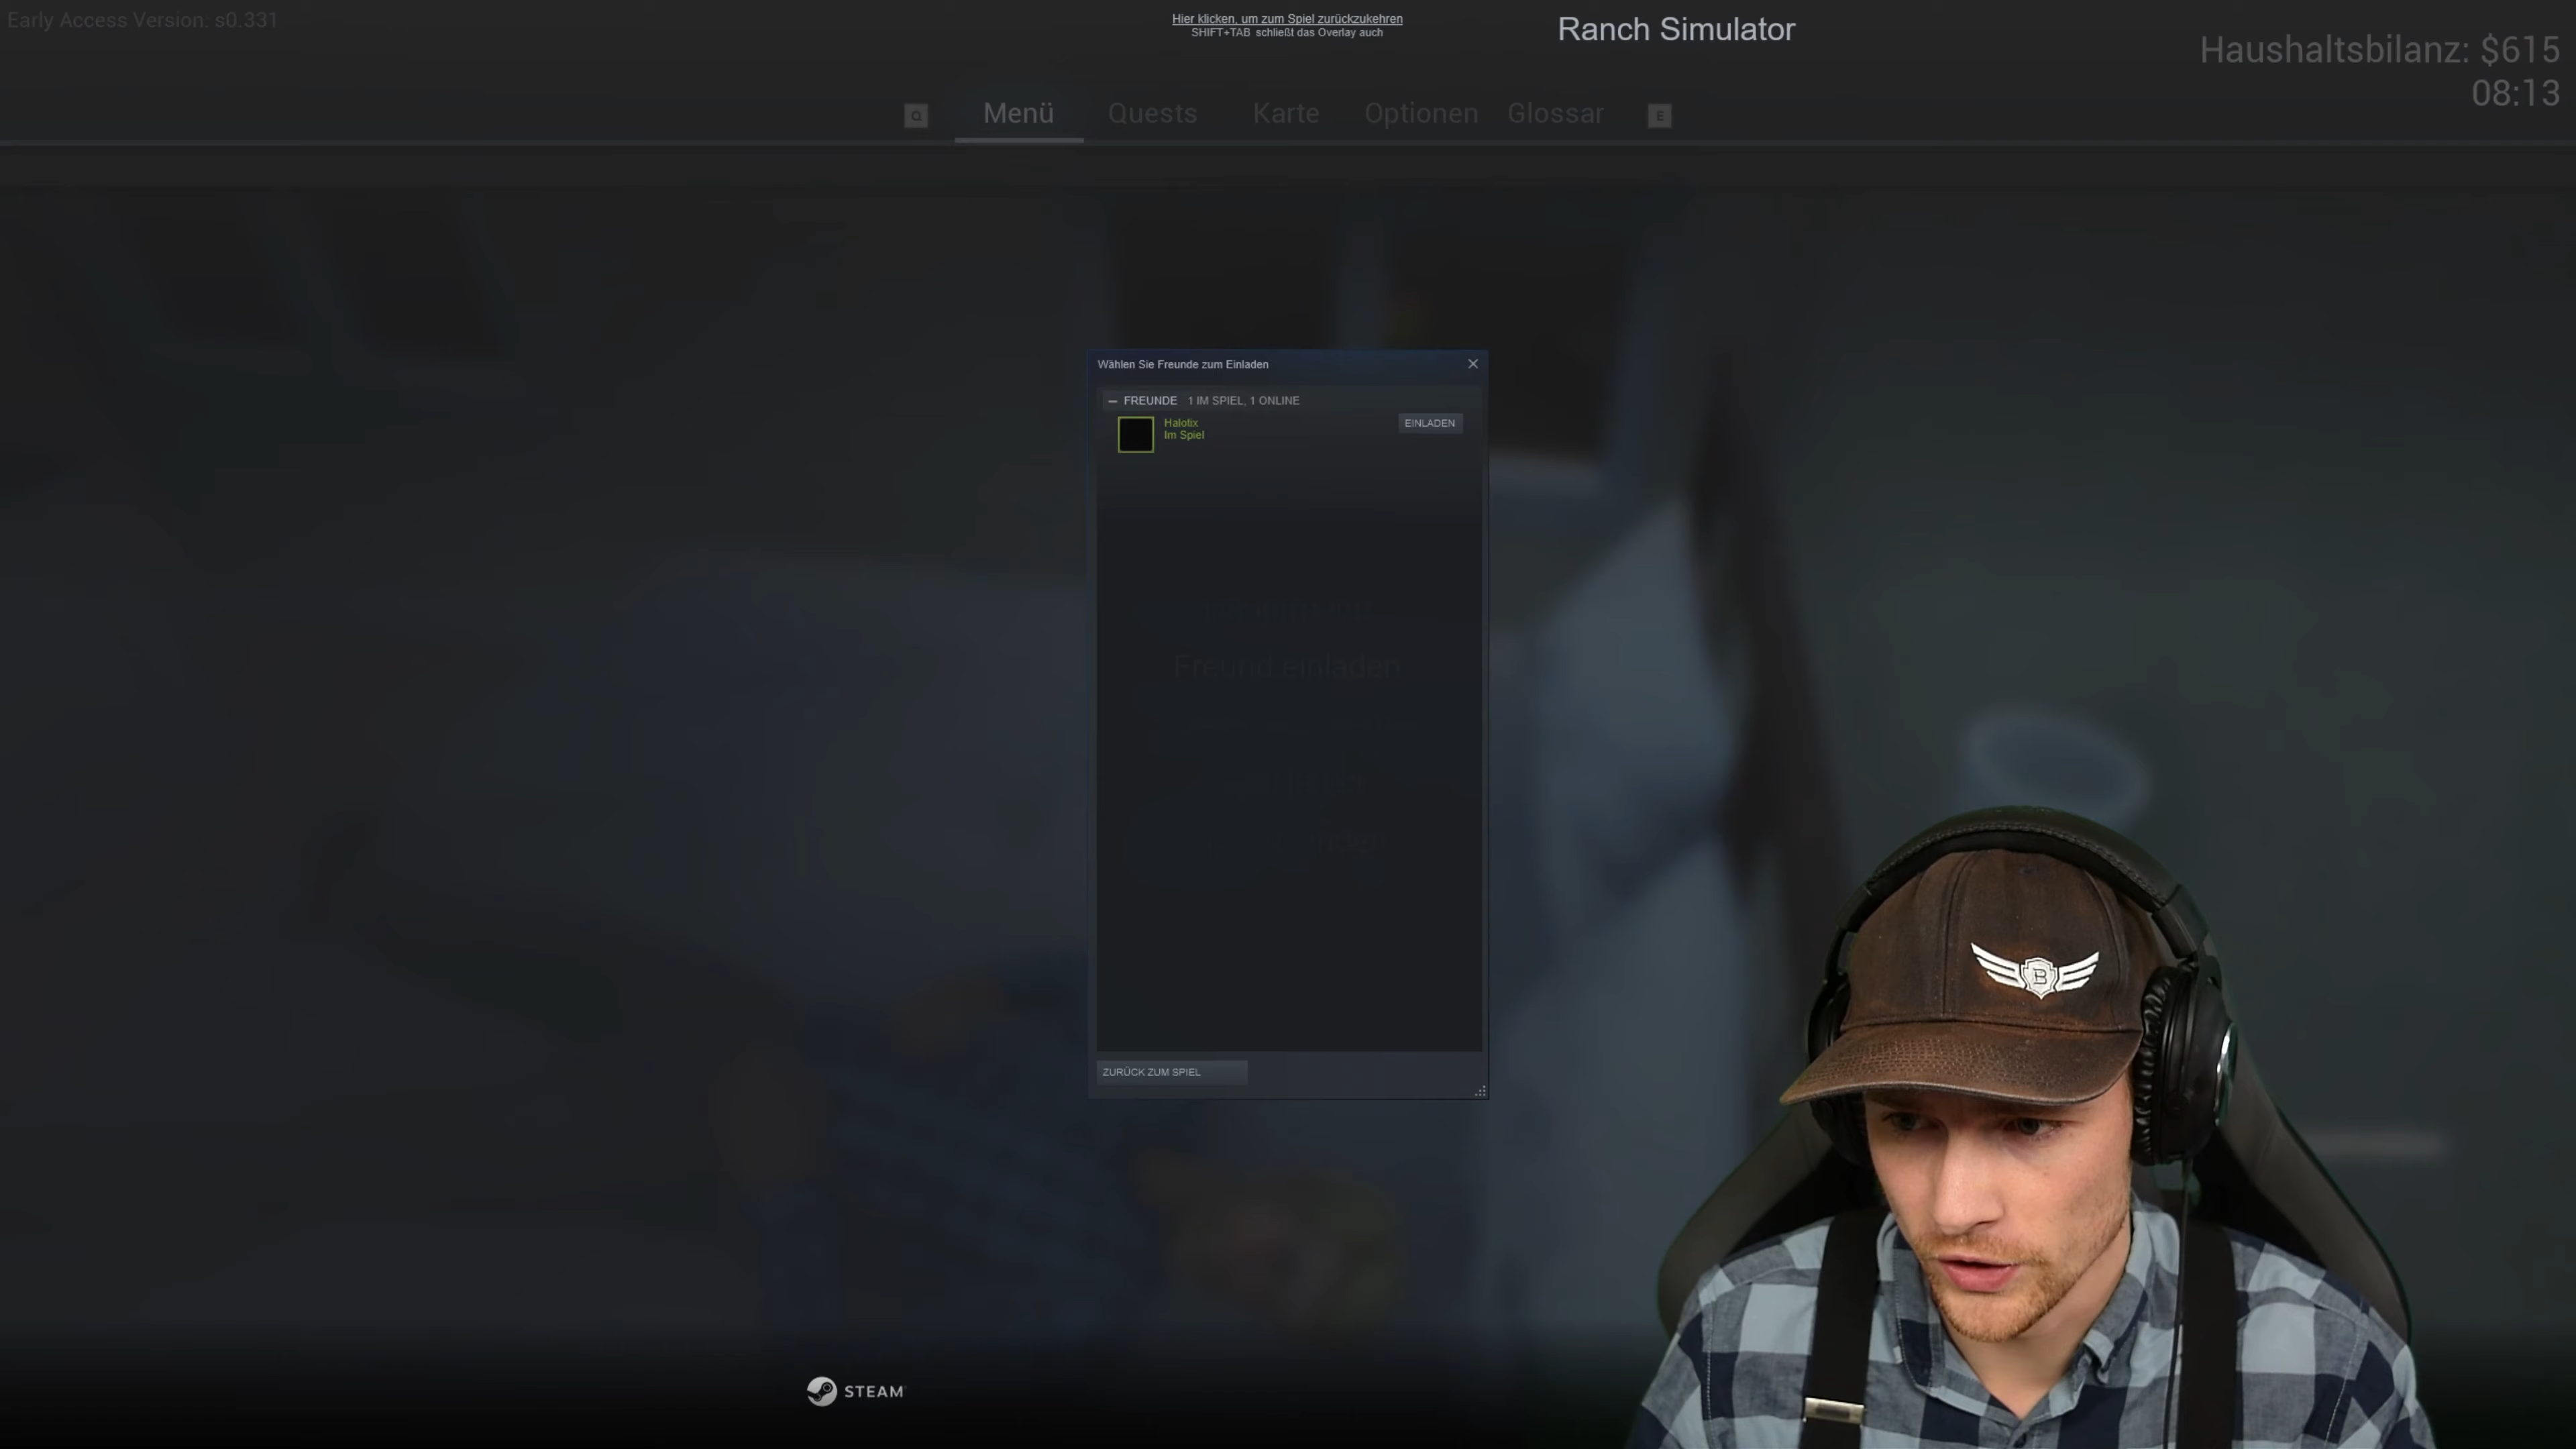 Early Access Version: s0.331
Hier klicken, um zum Spiel zurückzukehren
SHIFT+TAB schließt das Overlay auch
Ranch Simulator
Haushaltsbilanz: $615
08:13
Q Menü Quests Karte Optionen Glossar E
Wählen Sie Freunde zum Einladen
FREUNDE 1 IM SPIEL, 1 ONLINE
Halotix
Im Spiel
EINLADEN
Freund einladen
ZURÜCK ZUM SPIEL
B
STEAM